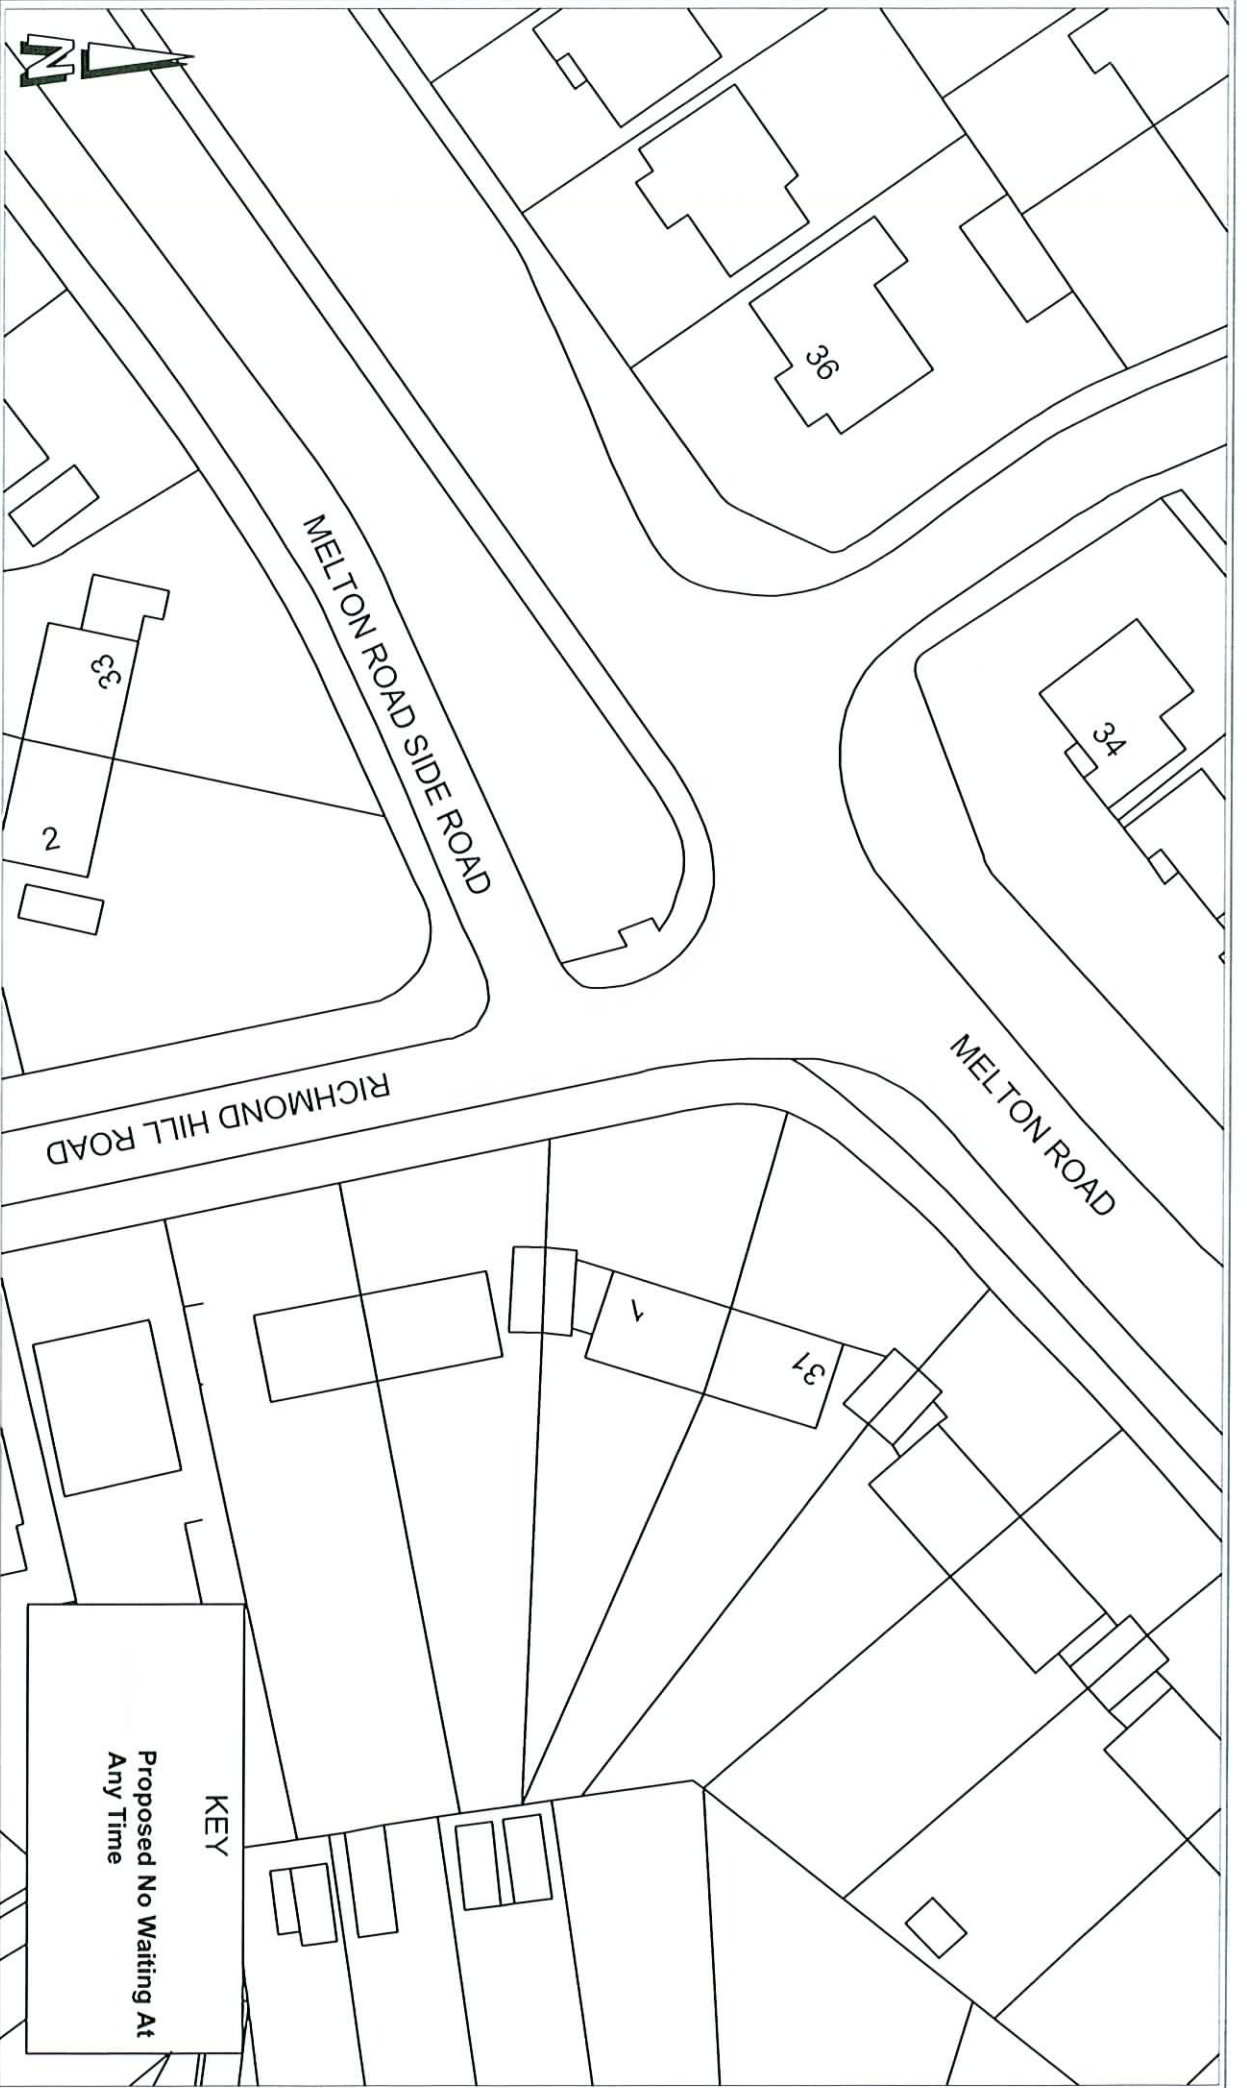 N
36
34
33
2
MELTON ROAD SIDE ROAD
MELTON ROAD
RICHMOND HILL ROAD
1
31
KEY
Proposed No Waiting At
Any Time